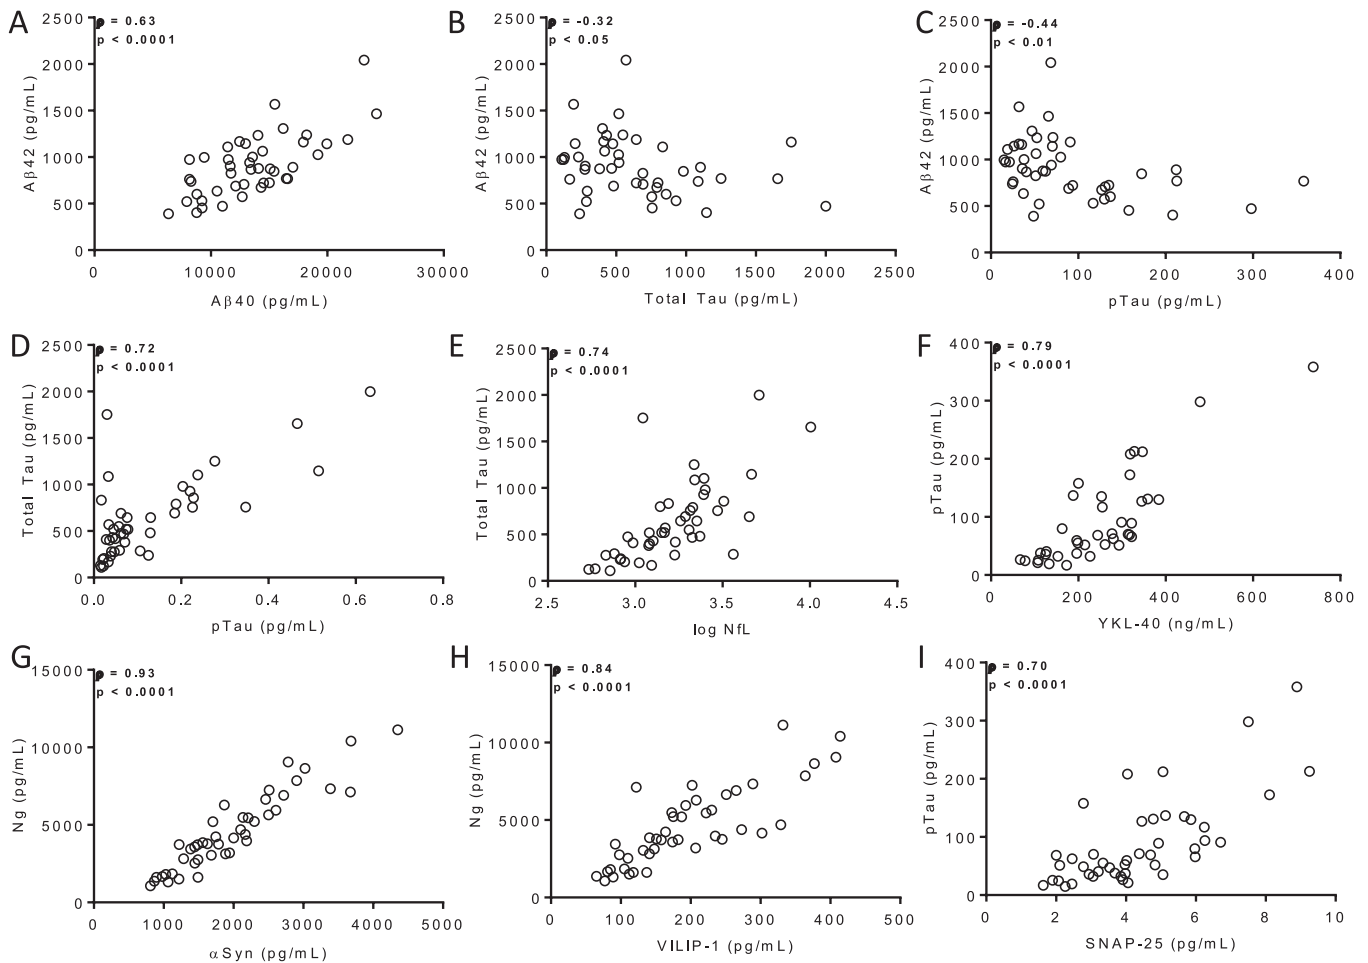 A
ρ = 0.63
p < 0.0001
2500
2000
1500
1000
500
0
Aβ42 (pg/mL)
0 10000 20000 30000
Aβ40 (pg/mL)
B
ρ = -0.32
p < 0.05
2500
2000
1500
1000
500
0
Aβ42 (pg/mL)
0 500 1000 1500 2000 2500
Total Tau (pg/mL)
C
ρ = -0.44
p < 0.01
2500
2000
1500
1000
500
0
Aβ42 (pg/mL)
0 100 200 300 400
pTau (pg/mL)
D
ρ = 0.72
p < 0.0001
2500
2000
1500
1000
500
0
Total Tau (pg/mL)
0.0 0.2 0.4 0.6 0.8
pTau (pg/mL)
E
ρ = 0.74
p < 0.0001
2500
2000
1500
1000
500
0
Total Tau (pg/mL)
2.5 3.0 3.5 4.0 4.5
log NfL
F
ρ = 0.79
p < 0.0001
400
300
200
100
0
pTau (pg/mL)
0 200 400 600 800
YKL-40 (ng/mL)
G
ρ = 0.93
p < 0.0001
15000
10000
5000
0
Ng (pg/mL)
0 1000 2000 3000 4000 5000
αSyn (pg/mL)
H
ρ = 0.84
p < 0.0001
15000
10000
5000
0
Ng (pg/mL)
0 100 200 300 400 500
VILIP-1 (pg/mL)
I
ρ = 0.70
p < 0.0001
400
300
200
100
0
pTau (pg/mL)
0 2 4 6 8 10
SNAP-25 (pg/mL)